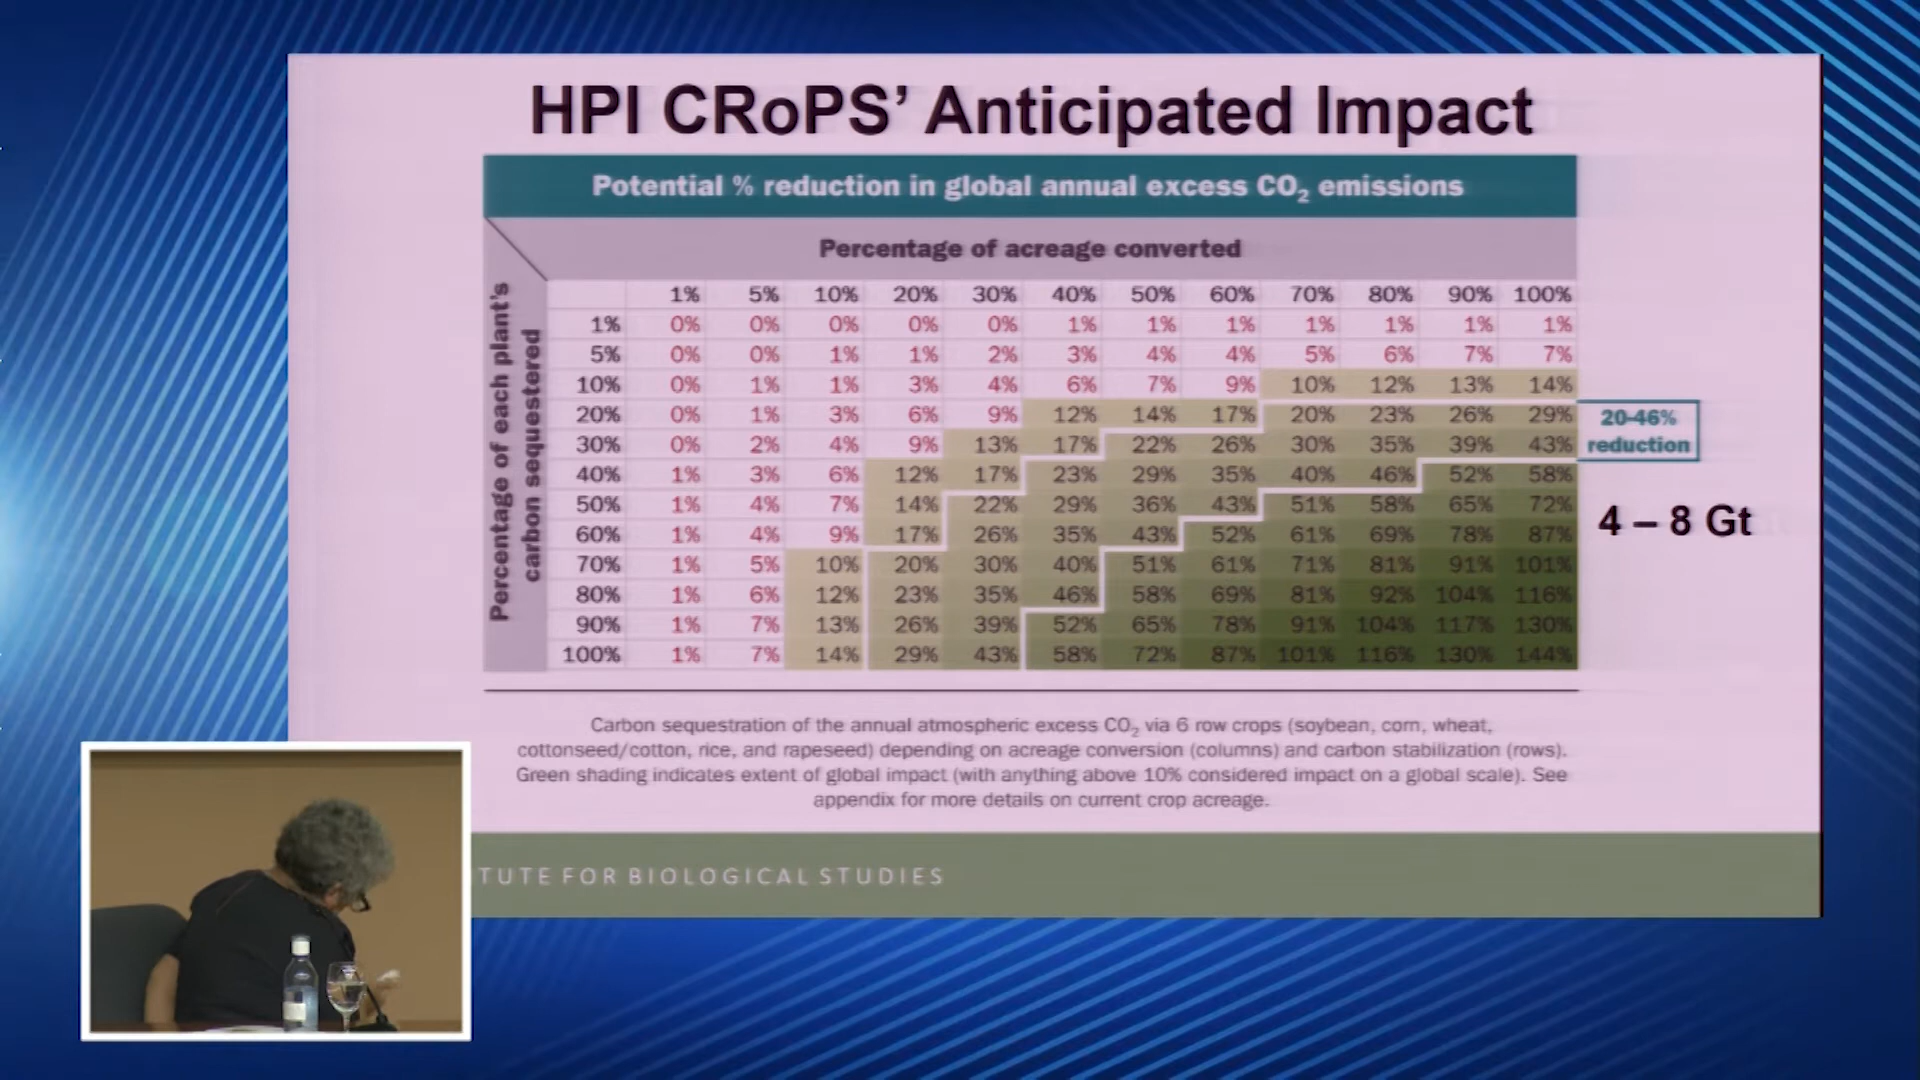 HPI CRoPS’ Anticipated Impact
Potential % reduction in global annual excess CO₂ emissions
Percentage of acreage converted
Percentage of each plant's
carbon sequestered
1% 5% 10% 20% 30% 40% 50% 60% 70% 80% 90% 100%
1% 0% 0% 0% 0% 0% 1% 1% 1% 1% 1% 1% 1%
5% 0% 0% 1% 1% 2% 3% 4% 4% 5% 6% 7% 7%
10% 0% 1% 1% 3% 4% 6% 7% 9% 10% 12% 13% 14%
20% 0% 1% 3% 6% 9% 12% 14% 17% 20% 23% 26% 29%
30% 0% 2% 4% 9% 13% 17% 22% 26% 30% 35% 39% 43%
40% 1% 3% 6% 12% 17% 23% 29% 35% 40% 46% 52% 58%
50% 1% 4% 7% 14% 22% 29% 36% 43% 51% 58% 65% 72%
60% 1% 4% 9% 17% 26% 35% 43% 52% 61% 69% 78% 87%
70% 1% 5% 10% 20% 30% 40% 51% 61% 71% 81% 91% 101%
80% 1% 6% 12% 23% 35% 46% 58% 69% 81% 92% 104% 116%
90% 1% 7% 13% 26% 39% 52% 65% 78% 91% 104% 117% 130%
100% 1% 7% 14% 29% 43% 58% 72% 87% 101% 116% 130% 144%
20-46%
reduction
4 – 8 Gt
Carbon sequestration of the annual atmospheric excess CO₂ via 6 row crops (soybean, corn, wheat,
cottonseed/cotton, rice, and rapeseed) depending on acreage conversion (columns) and carbon stabilization (rows).
Green shading indicates extent of global impact (with anything above 10% considered impact on a global scale). See
appendix for more details on current crop acreage.
TUTE FOR BIOLOGICAL STUDIES